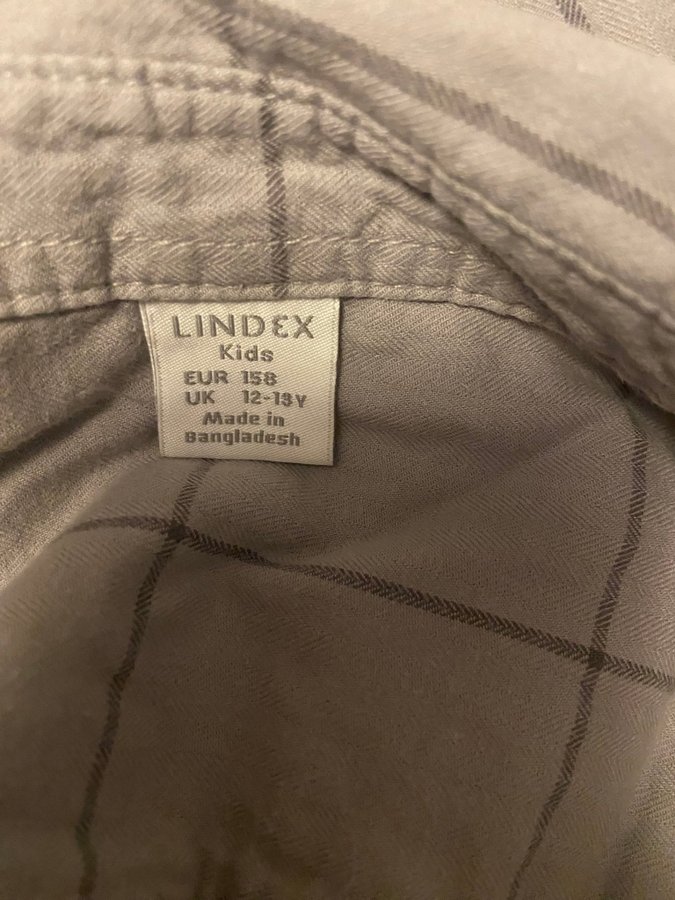 LINDEX
Kids
EUR 158
UK 12-13Y
Made in
Bangladesh